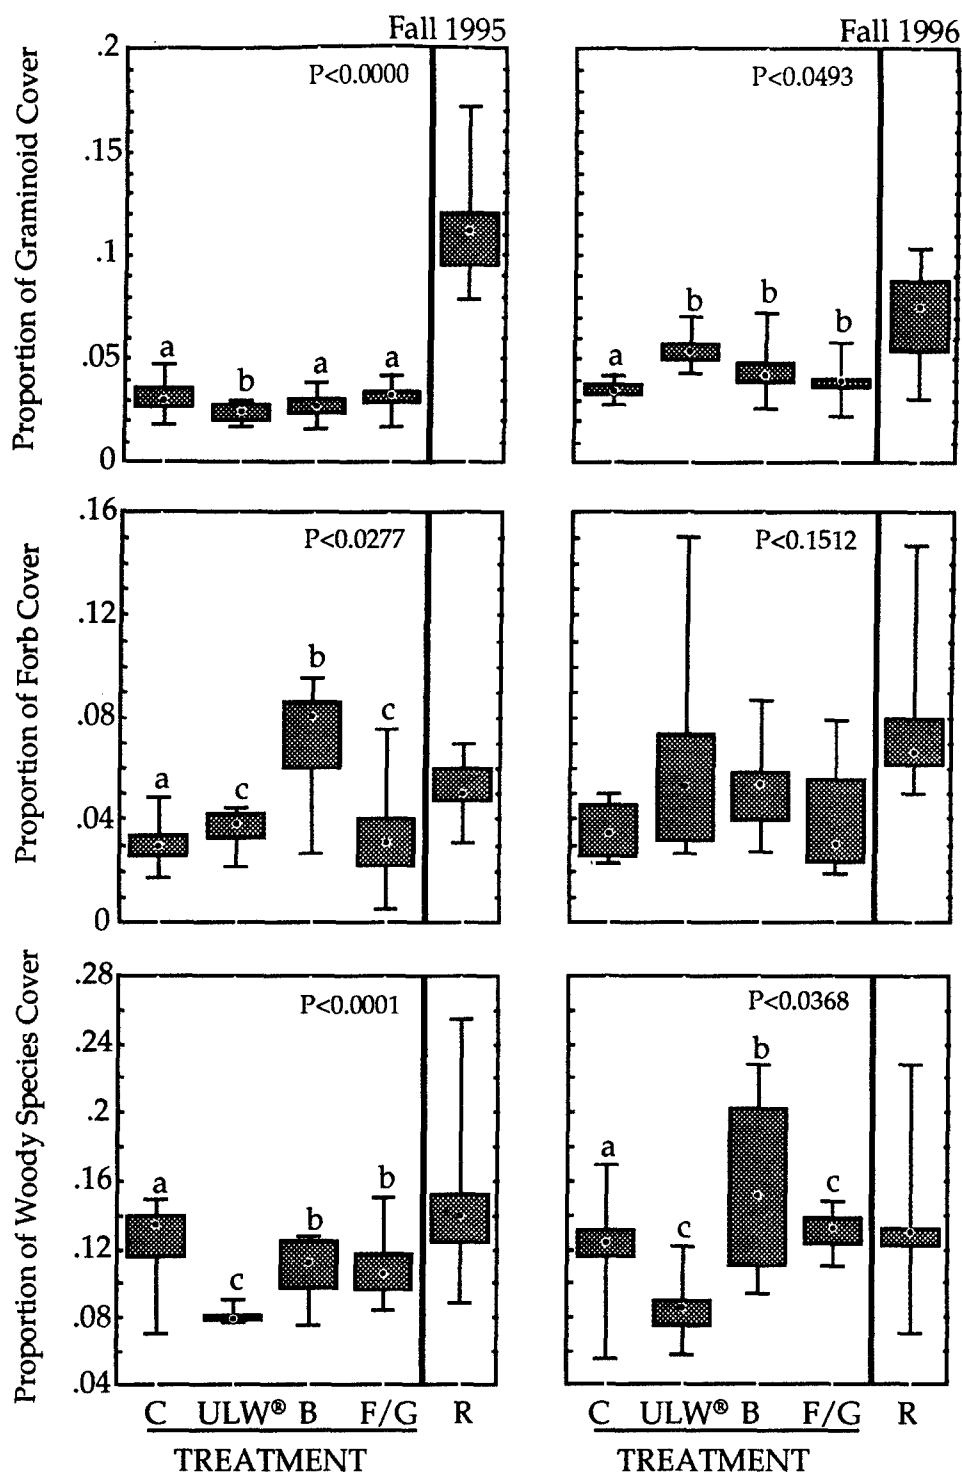 Fall 1995
Fall 1996
Proportion of Graminoid Cover
.2
.15
.1
.05
0
P<0.0000
a
b
a
a
P<0.0493
a
b
b
b
Proportion of Forb Cover
.16
.12
.08
.04
0
P<0.0277
a
c
b
c
P<0.1512
Proportion of Woody Species Cover
.28
.24
.2
.16
.12
.08
.04
P<0.0001
a
c
b
b
P<0.0368
a
c
b
c
C ULW® B F/G R
C ULW® B F/G R
TREATMENT
TREATMENT